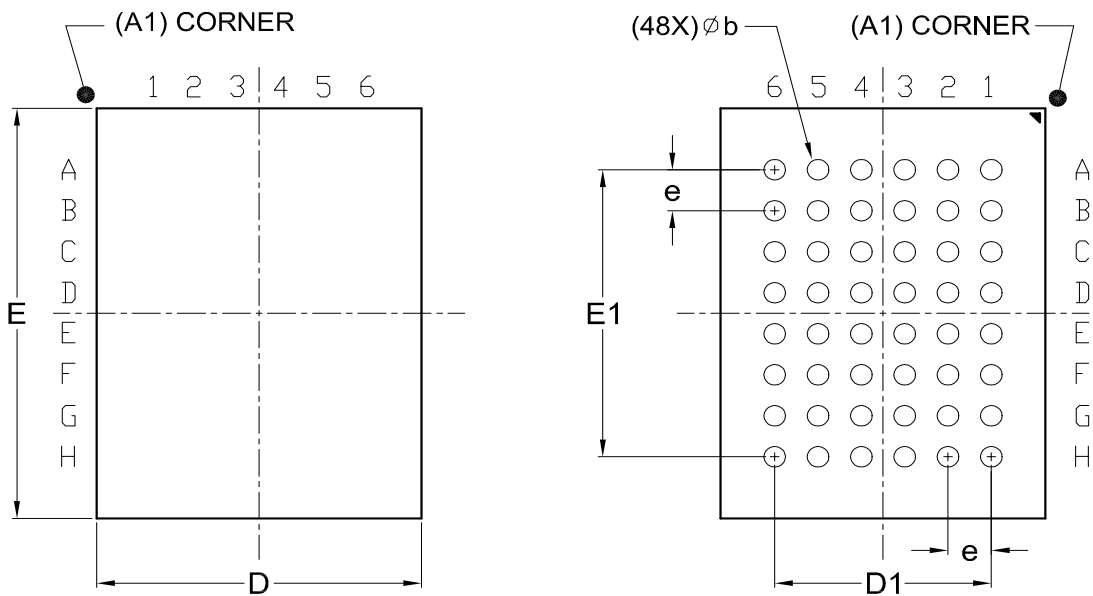 (A1) CORNER
1 2 3 4 5 6
A
B
C
D
E
F
G
H
E
D
(48X) ∅ b
(A1) CORNER
6 5 4 3 2 1
A
B
C
D
E
F
G
H
e
E1
e
D1